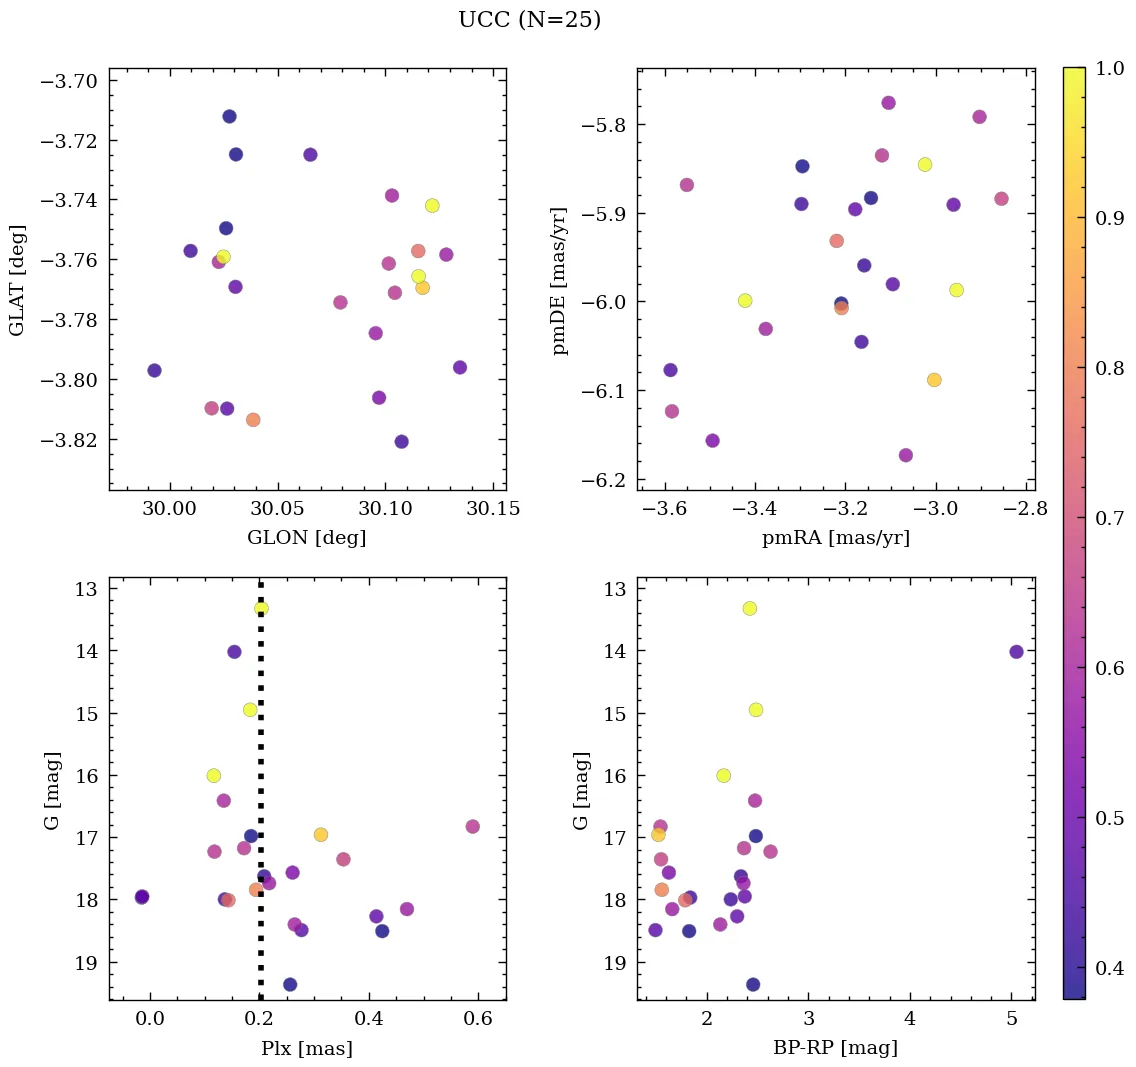 UCC (N=25)
−3.70
−3.72
−3.74
−3.76
−3.78
−3.80
−3.82
GLAT [deg]
30.00 30.05 30.10 30.15
GLON [deg]
−5.8
−5.9
−6.0
−6.1
−6.2
pmDE [mas/yr]
−3.6 −3.4 −3.2 −3.0 −2.8
pmRA [mas/yr]
13
14
15
16
17
18
19
G [mag]
0.0 0.2 0.4 0.6
Plx [mas]
13
14
15
16
17
18
19
G [mag]
2 3 4 5
BP-RP [mag]
1.0
0.9
0.8
0.7
0.6
0.5
0.4